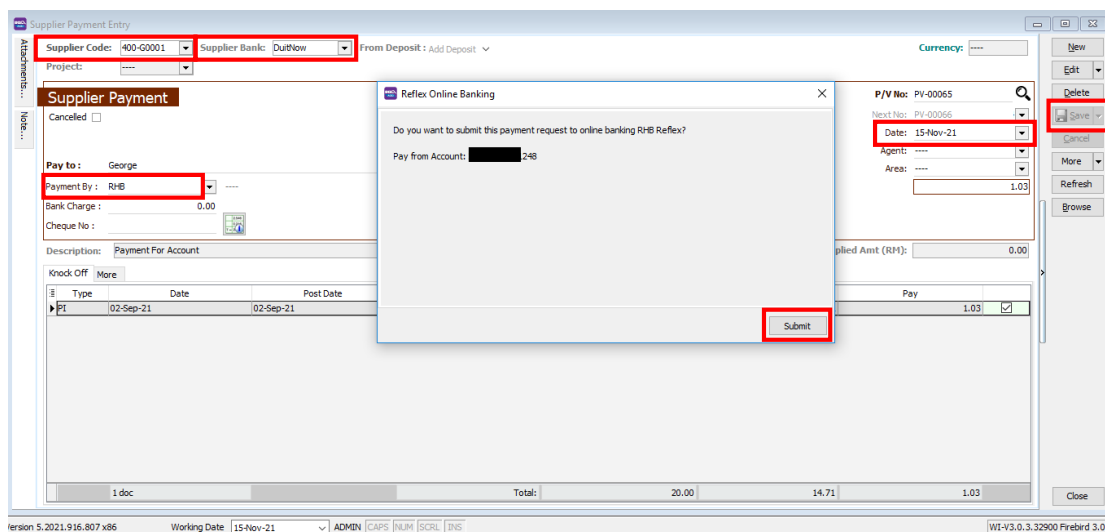 Supplier Payment Entry
Attachments...
Note...
Supplier Code: 400-G0001 Supplier Bank: DuitNow From Deposit : Add Deposit Currency: ----
Project: ----
Supplier Payment
Cancelled
Pay to : George
Payment By : RHB ----
Bank Charge : 0.00
Cheque No :
P/V No: PV-00065
Next No: PV-00066
Date: 15-Nov-21
Agent: ----
Area: ----
1.03
Description: Payment For Account
plied Amt (RM): 0.00
Reflex Online Banking
Do you want to submit this payment request to online banking RHB Reflex?
Pay from Account: .248
Submit
Knock Off More
Type Date Post Date Pay
PI 02-Sep-21 02-Sep-21 1.03
1 doc Total: 20.00 14.71 1.03
New
Edit
Delete
Save
Cancel
More
Refresh
Browse
Close
Version 5.2021.916.807 x86 Working Date 15-Nov-21 ADMIN CAPS NUM SCRL INS WI-V3.0.3.32900 Firebird 3.0